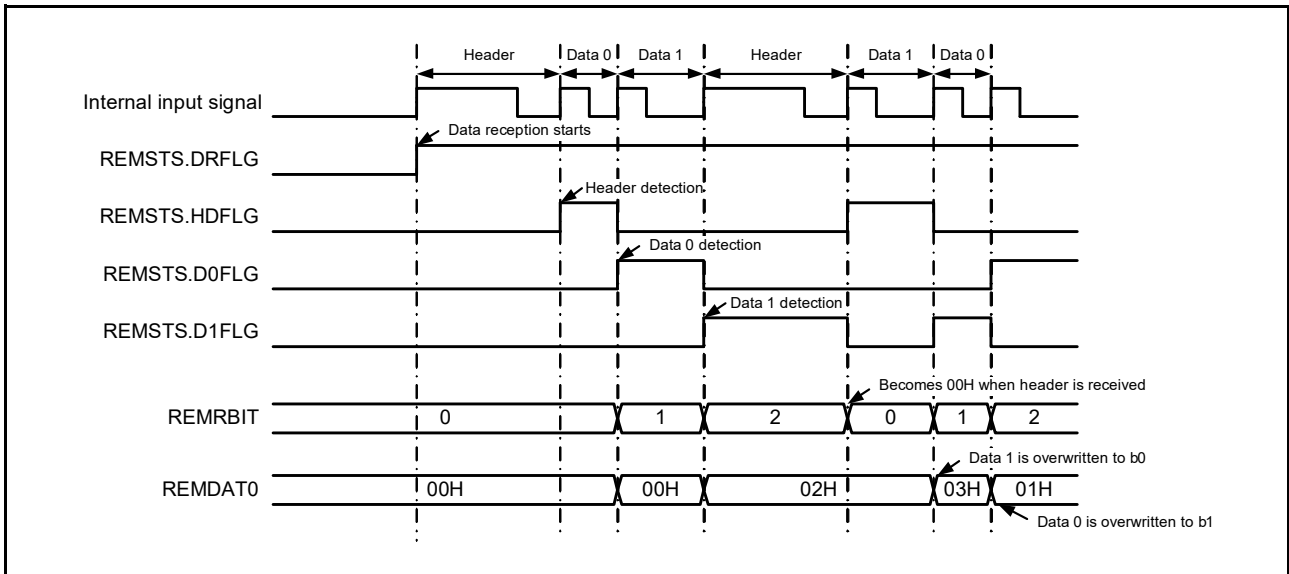 Header Data 0 Data 1 Header Data 1 Data 0
Internal input signal
Data reception starts
REMSTS.DRFLG
Header detection
REMSTS.HDFLG
Data 0 detection
REMSTS.D0FLG
Data 1 detection
REMSTS.D1FLG
Becomes 00H when header is received
REMRBIT 0 1 2 0 1 2
Data 1 is overwritten to b0
REMDAT0 00H 00H 02H 03H 01H
Data 0 is overwritten to b1